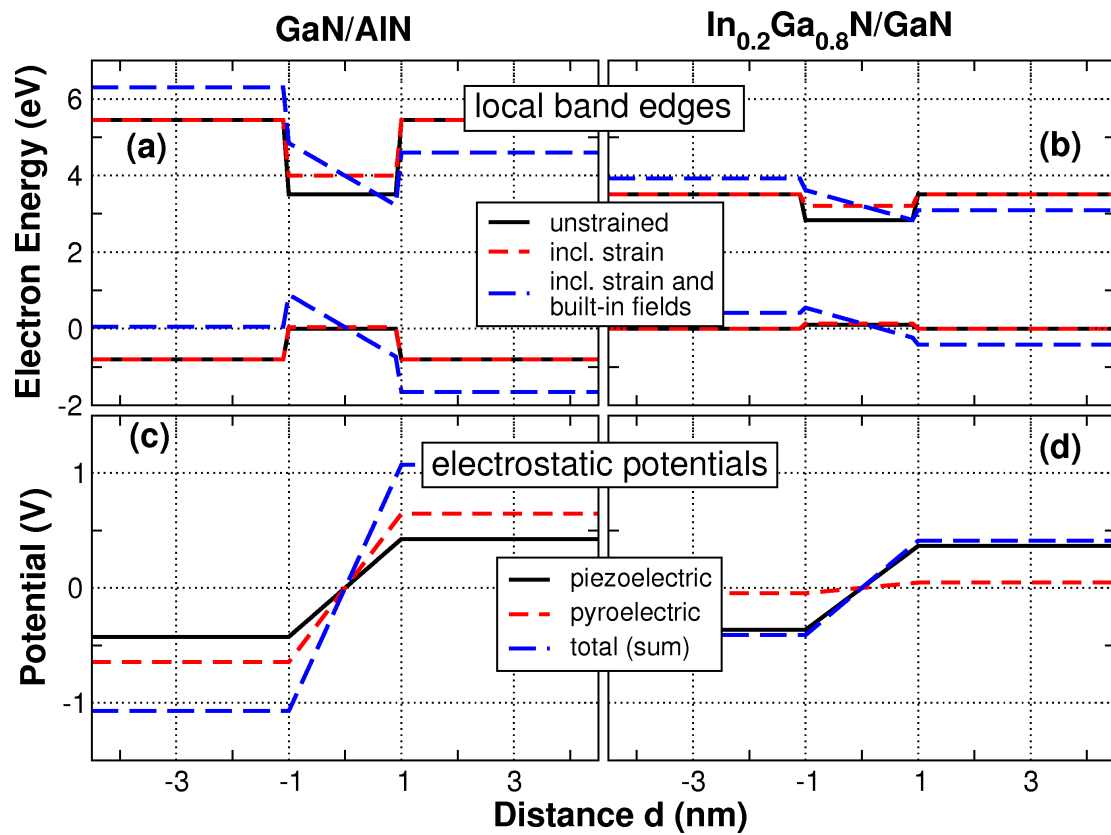 GaN/AlN
In0.2Ga0.8N/GaN
Electron Energy (eV)
6
4
2
0
-2
(a)
local band edges
(b)
unstrained
incl. strain
incl. strain and
built-in fields
Potential (V)
1
0
-1
(c)
electrostatic potentials
(d)
piezoelectric
pyroelectric
total (sum)
-3 -1 1 3 -3 -1 1 3
Distance d (nm)